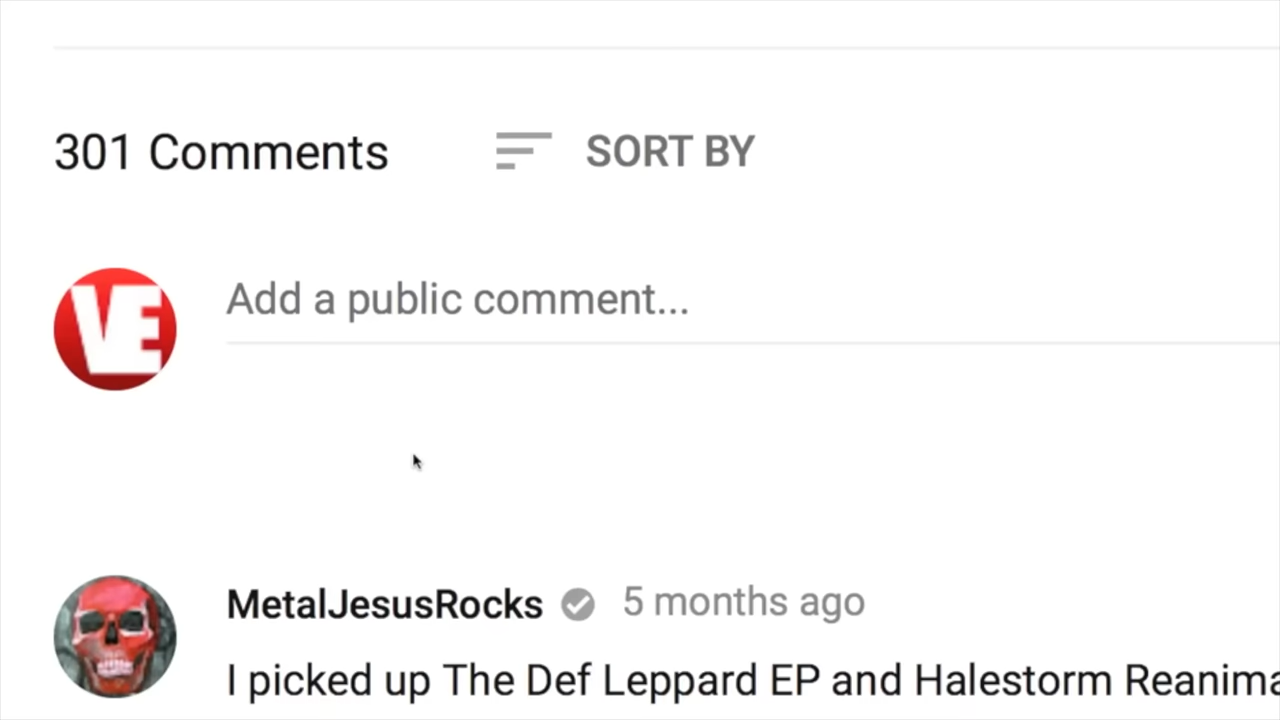 301 Comments
SORT BY
VE
Add a public comment...
MetalJesusRocks
5 months ago
I picked up The Def Leppard EP and Halestorm Reanima